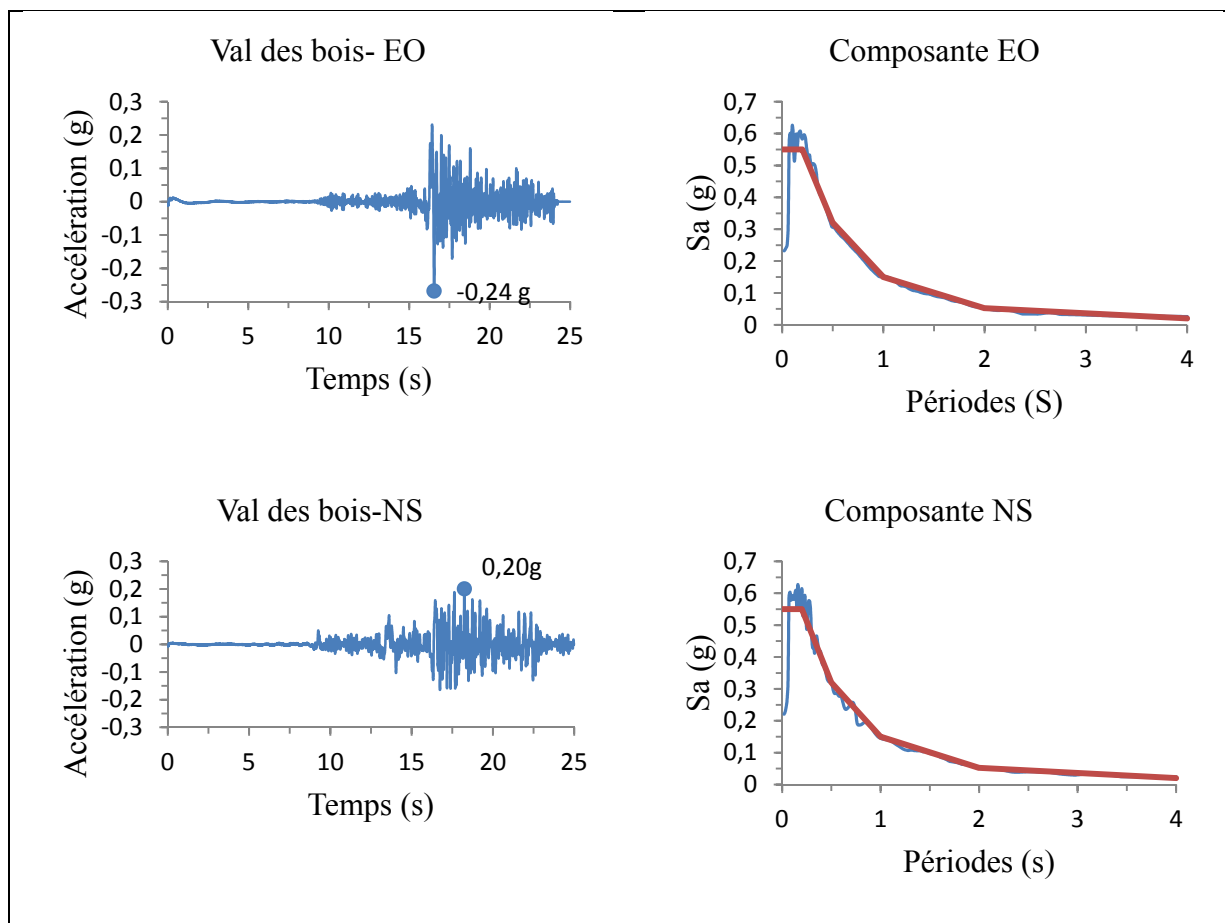 Val des bois- EO
Accélération (g)
0,3
0,2
0,1
0
-0,1
-0,2
-0,3
-0,24 g
0 5 10 15 20 25
Temps (s)
Composante EO
Sa (g)
0,7
0,6
0,5
0,4
0,3
0,2
0,1
0
0 1 2 3 4
Périodes (S)
Val des bois-NS
Accélération (g)
0,3
0,2
0,1
0
-0,1
-0,2
-0,3
0,20g
0 5 10 15 20 25
Temps (s)
Composante NS
Sa (g)
0,7
0,6
0,5
0,4
0,3
0,2
0,1
0
0 1 2 3 4
Périodes (s)